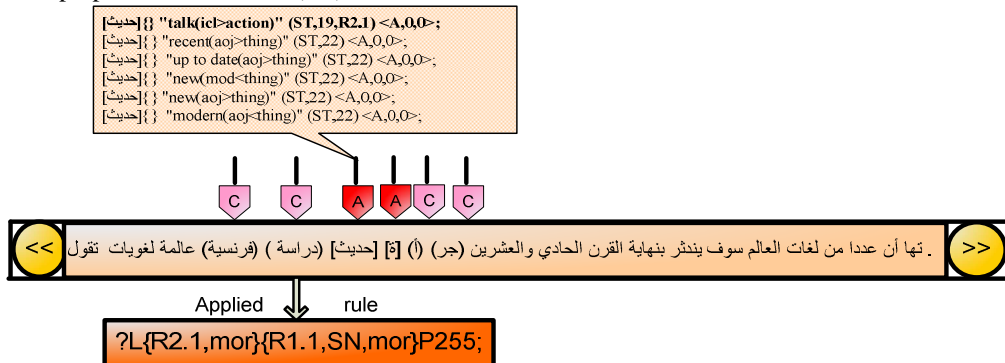 [حديث]{} "talk(icl>action)" (ST,19,R2.1) <A,0,0>;
[حديث]{} "recent(aoj>thing)" (ST,22) <A,0,0>;
[حديث]{} "up to date(aoj>thing)" (ST,22) <A,0,0>;
[حديث]{} "new(mod<thing)" (ST,22) <A,0,0>;
[حديث]{} "new(aoj>thing)" (ST,22) <A,0,0>;
[حديث]{} "modern(aoj<thing)" (ST,22) <A,0,0>;
C C A A C C
<< تقول لغويات عالمة (فرنسية) ( دراسة) [حديث] [ة] (أ) (جر) تها أن عددا من لغات العالم سوف يندثر بنهاية القرن الحادي والعشرين . >>
Applied rule
?L{R2.1,mor}{R1.1,SN,mor}P255;